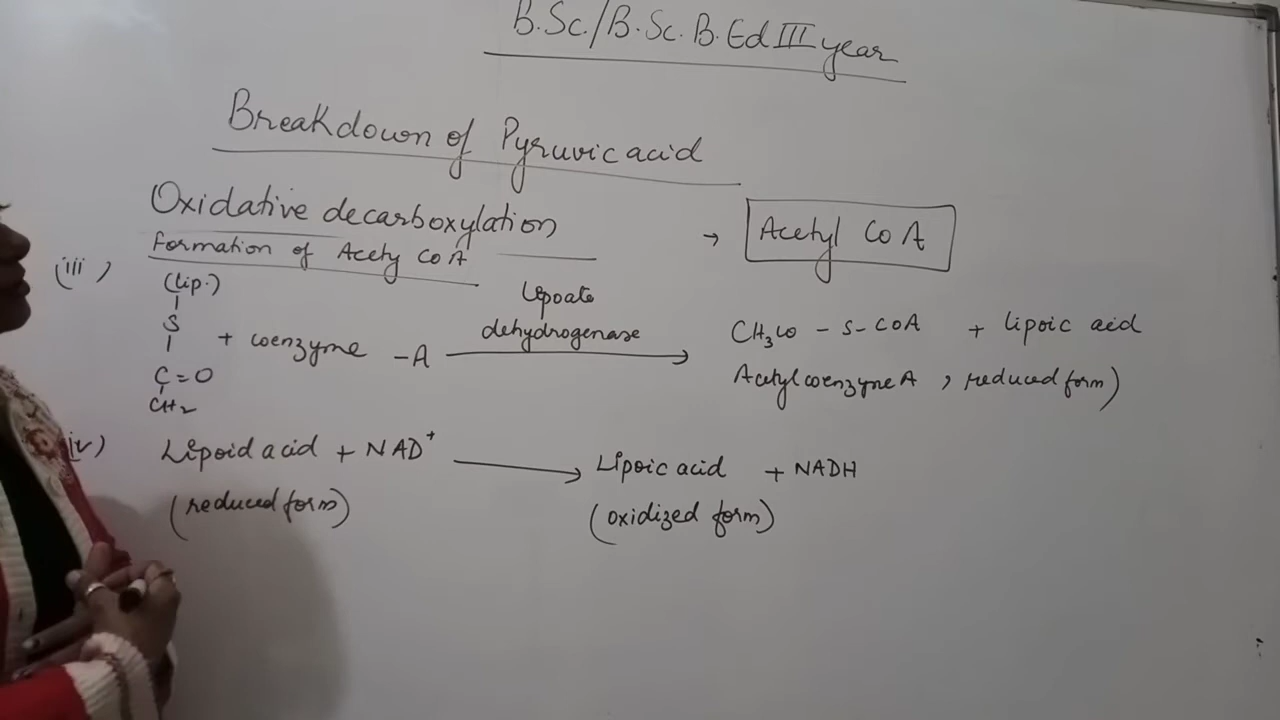 B.Sc./B.Sc.B.Ed III year
Breakdown of Pyruvic acid
Oxidative decarboxylation → Acetyl CoA
Formation of Acety CoA
(iii)
(Lip.)
S
C=O
CH2
+ coenzyme -A
Lipoate
dehydrogenase
CH3CO - S - COA + lipoic acid
Acetyl coenzyme A , reduced form)
iv)
Lipoid acid + NAD+ → Lipoic acid + NADH
(reduced form) (oxidized form)